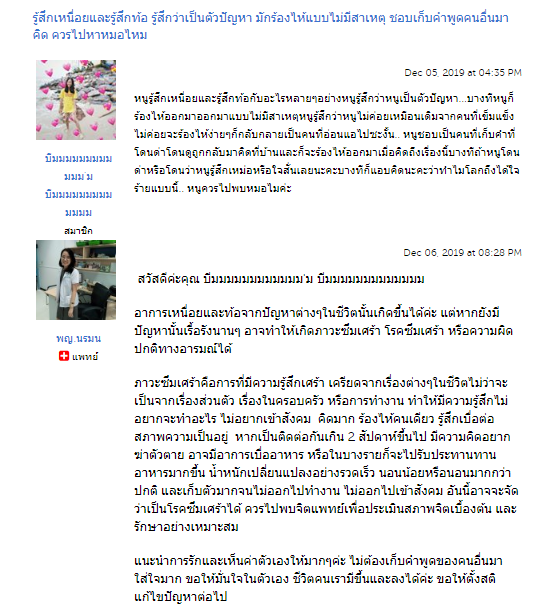 รู้สึกเหนื่อยและรู้สึกท้อ รู้สึกว่าเป็นตัวปัญหา มักร้องไห้แบบไม่มีสาเหตุ ชอบเก็บคำพูดคนอื่นมา
คิด ควรไปหาหมอไหม
Dec 05, 2019 at 04:35 PM
หนูรู้สึกเหนื่อยและรู้สึกท้อกับอะไรหลายๆอย่างหนูรู้สึกว่าหนูเป็นตัวปัญหา...บางทีหนูก็
ร้องไห้ออกมาออกมาแบบไม่มีสาเหตุหนูรู้สึกว่าหนูไม่ค่อยเหมือนเดิมจากคนที่เข็มแข็ง
ไม่ค่อยจะร้องไห้ง่ายๆก็กลับกลายเป็นคนที่อ่อนแอไปซะงั้น.. หนูชอบเป็นคนที่เก็บคำที่
โดนด่าโดนดูถูกกลับมาคิดที่บ้านและก็จะร้องไห้ออกมาเมื่อคิดถึงเรื่องนี้บางทีถ้าหนูโดน
ด่าหรือโดนว่าหนูรู้สึกเหม่อหรือใจสั่นเลยนะคะบางทีก็แอบคิดนะคะว่าทำไมโลกถึงได้ใจ
ร้ายแบบนี้.. หนูควรไปพบหมอไมค่ะ
บีมมมมมมมมมมม
สมาชิก
Dec 06, 2019 at 08:28 PM
สวัสดีค่ะคุณ
อาการเหนื่อยและท้อจากปัญหาต่างๆในชีวิตนั้นเกิดขึ้นได้ค่ะ แต่หากยังมี
ปัญหานั้นเรื้อรังนานๆ อาจทำให้เกิดภาวะซึมเศร้า โรคซึมเศร้า หรือความผิด
ปกติทางอารมณ์ได้
พญ.นรมน
แพทย์
ภาวะซึมเศร้าคือการที่มีความรู้สึกเศร้า เครียดจากเรื่องต่างๆในชีวิตไม่ว่าจะ
เป็นจากเรื่องส่วนตัว เรื่องในครอบครัว หรือการทำงาน ทำให้มีความรู้สึกไม่
อยากจะทำอะไร ไม่อยากเข้าสังคม คิดมาก ร้องไห้คนเดียว รู้สึกเบื่อต่อ
สภาพความเป็นอยู่ หากเป็นติดต่อกันเกิน 2 สัปดาห์ขึ้นไป มีความคิดอยาก
ฆ่าตัวตาย อาจมีอาการเบื่ออาหาร หรือในบางรายก็จะไปรับประทานทาน
อาหารมากขึ้น น้ำหนักเปลี่ยนแปลงอย่างรวดเร็ว นอนน้อยหรือนอนมากกว่า
ปกติ และเก็บตัวมากจนไม่ออกไปทำงาน ไม่ออกไปเข้าสังคม อันนี้อาจจะจัด
ว่าเป็นโรคซึมเศร้าได้ ควรไปพบจิตแพทย์เพื่อประเมินสภาพจิตเบื้องต้น และ
รักษาอย่างเหมาะสม
แนะนำการรักและเห็นค่าตัวเองให้มากๆค่ะ ไม่ต้องเก็บคำพูดของคนอื่นมา
ใส่ใจมาก ขอให้มั่นใจในตัวเอง ชีวิตคนเรามีขึ้นและลงได้ค่ะ ขอให้ตั้งสติ
แก้ไขปัญหาต่อไป